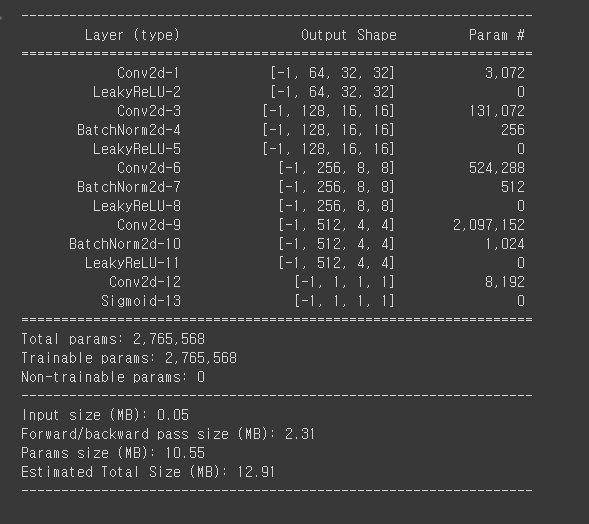 ----------------------------------------------------------------
Layer (type) Output Shape Param #
================================================================
Conv2d-1 [-1, 64, 32, 32] 3,072
LeakyReLU-2 [-1, 64, 32, 32] 0
Conv2d-3 [-1, 128, 16, 16] 131,072
BatchNorm2d-4 [-1, 128, 16, 16] 256
LeakyReLU-5 [-1, 128, 16, 16] 0
Conv2d-6 [-1, 256, 8, 8] 524,288
BatchNorm2d-7 [-1, 256, 8, 8] 512
LeakyReLU-8 [-1, 256, 8, 8] 0
Conv2d-9 [-1, 512, 4, 4] 2,097,152
BatchNorm2d-10 [-1, 512, 4, 4] 1,024
LeakyReLU-11 [-1, 512, 4, 4] 0
Conv2d-12 [-1, 1, 1, 1] 8,192
Sigmoid-13 [-1, 1, 1, 1] 0
================================================================
Total params: 2,765,568
Trainable params: 2,765,568
Non-trainable params: 0
----------------------------------------------------------------
Input size (MB): 0.05
Forward/backward pass size (MB): 2.31
Params size (MB): 10.55
Estimated Total Size (MB): 12.91
----------------------------------------------------------------